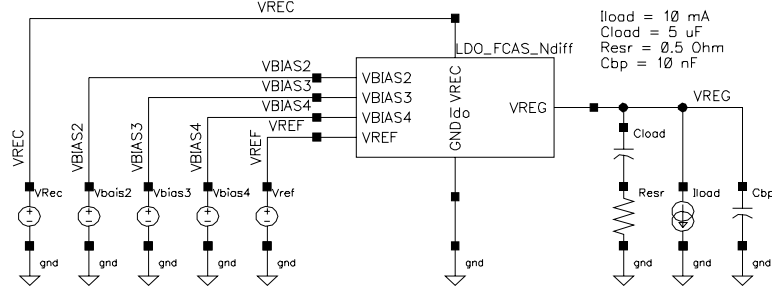 VREC
Iload = 10 mA
Cload = 5 uF
Resr = 0.5 Ohm
Cbp = 10 nF
LDO_FCAS_Ndiff
VBIAS2
VBIAS3
VBIAS4
VREF
VBIAS2
VBIAS3
VBIAS4
VREF
VREC
ldo
GND
VREG
VREG
VREC
VBIAS2
VBIAS3
VBIAS4
VREF
Cload
VRec
Vbais2
Vbias3
Vbias4
Vref
Resr
Iload
Cbp
gnd
gnd
gnd
gnd
gnd
gnd
gnd
gnd
gnd